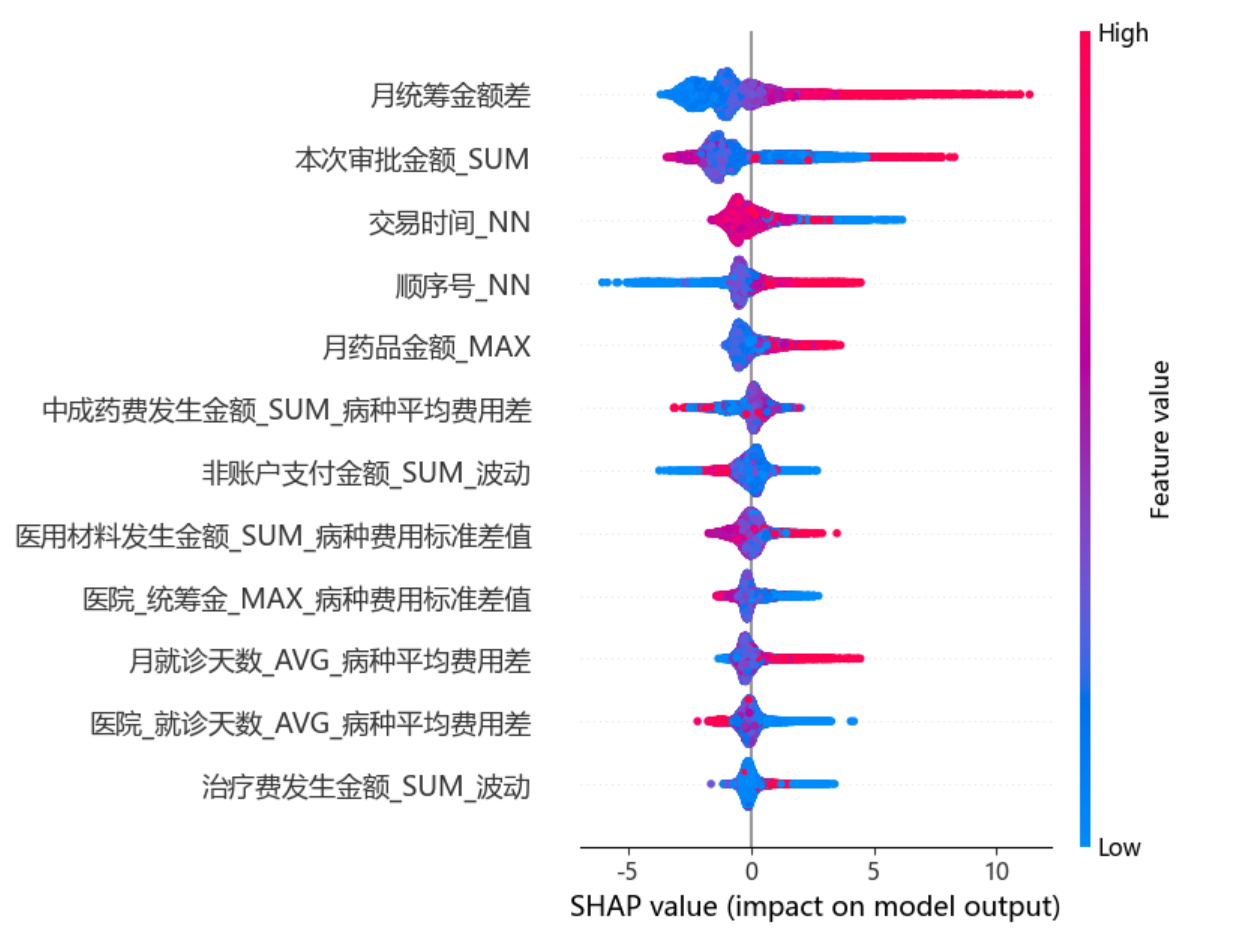 High
月统筹金额差
本次审批金额_SUM
交易时间_NN
顺序号_NN
月药品金额_MAX
中成药费发生金额_SUM_病种平均费用差
非账户支付金额_SUM_波动
医用材料发生金额_SUM_病种费用标准差值
医院_统筹金_MAX_病种费用标准差值
月就诊天数_AVG_病种平均费用差
医院_就诊天数_AVG_病种平均费用差
治疗费发生金额_SUM_波动
Feature value
Low
-5 0 5 10
SHAP value (impact on model output)